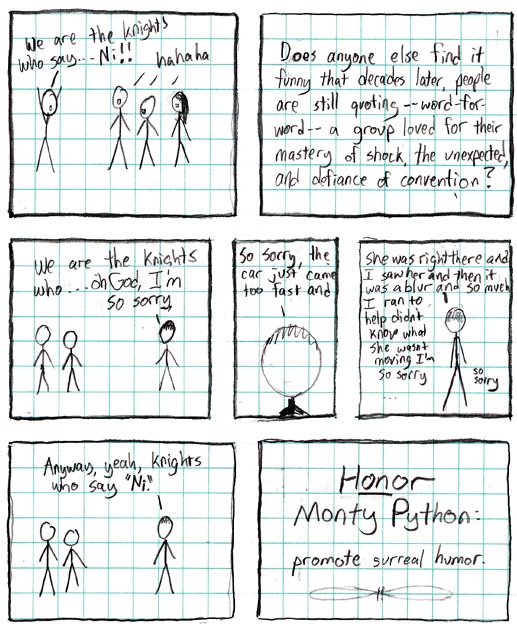 We are the knights
who say... Ni!!
hahaha
Does anyone else find it
funny that decades later, people
are still quoting--word-for-
word-- a group loved for their
mastery of shock, the unexpected,
and defiance of convention?
We are the Knights
who...oh God, I'm
so sorry
So sorry, the
car just came
too fast and
She was right there and
I saw her and then it
was a blur and so much
I ran to
help didn't
know what
she wasn't
moving I'm
so sorry
...
so
sorry
Anyway, yeah, knights
who say "Ni."
Honor
Monty Python:
promote surreal humor.